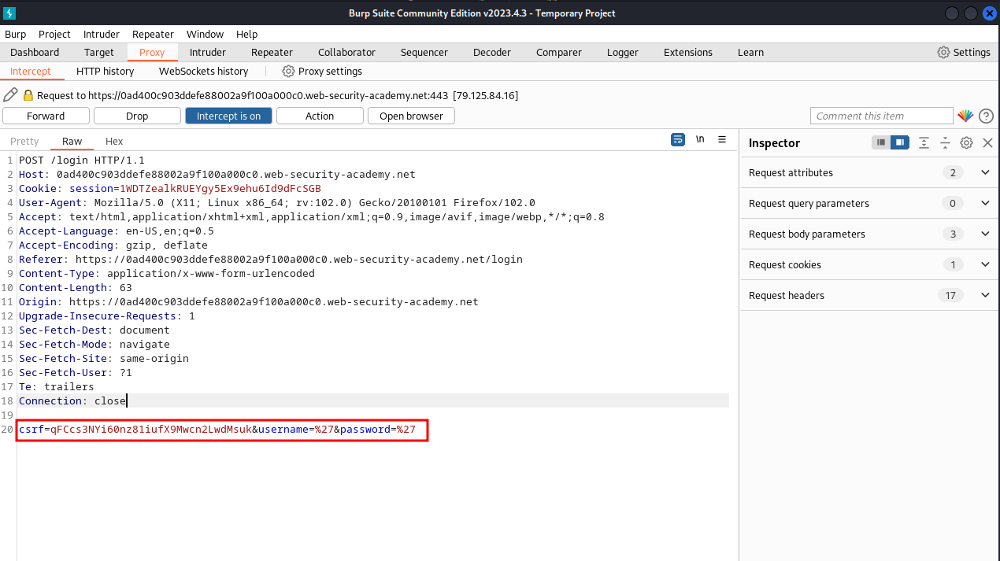 Burp Suite Community Edition v2023.4.3 - Temporary Project
Burp Project Intruder Repeater Window Help
Dashboard Target Proxy Intruder Repeater Collaborator Sequencer Decoder Comparer Logger Extensions Learn Settings
Intercept HTTP history WebSockets history Proxy settings
Request to https://0ad400c903ddefe88002a9f100a000c0.web-security-academy.net:443 [79.125.84.16]
Forward Drop Intercept is on Action Open browser Comment this item
Pretty Raw Hex \n
1 POST /login HTTP/1.1
2 Host: 0ad400c903ddefe88002a9f100a000c0.web-security-academy.net
3 Cookie: session=1WDTZealkRUEYgy5Ex9ehu6Id9dFcSGB
4 User-Agent: Mozilla/5.0 (X11; Linux x86_64; rv:102.0) Gecko/20100101 Firefox/102.0
5 Accept: text/html,application/xhtml+xml,application/xml;q=0.9,image/avif,image/webp,*/*;q=0.8
6 Accept-Language: en-US,en;q=0.5
7 Accept-Encoding: gzip, deflate
8 Referer: https://0ad400c903ddefe88002a9f100a000c0.web-security-academy.net/login
9 Content-Type: application/x-www-form-urlencoded
10 Content-Length: 63
11 Origin: https://0ad400c903ddefe88002a9f100a000c0.web-security-academy.net
12 Upgrade-Insecure-Requests: 1
13 Sec-Fetch-Dest: document
14 Sec-Fetch-Mode: navigate
15 Sec-Fetch-Site: same-origin
16 Sec-Fetch-User: ?1
17 Te: trailers
18 Connection: close
19
20 csrf=qFCcs3NYi60nz81iufX9Mwcn2LwdMsuk&username=%27&password=%27
Inspector
Request attributes 2
Request query parameters 0
Request body parameters 3
Request cookies 1
Request headers 17